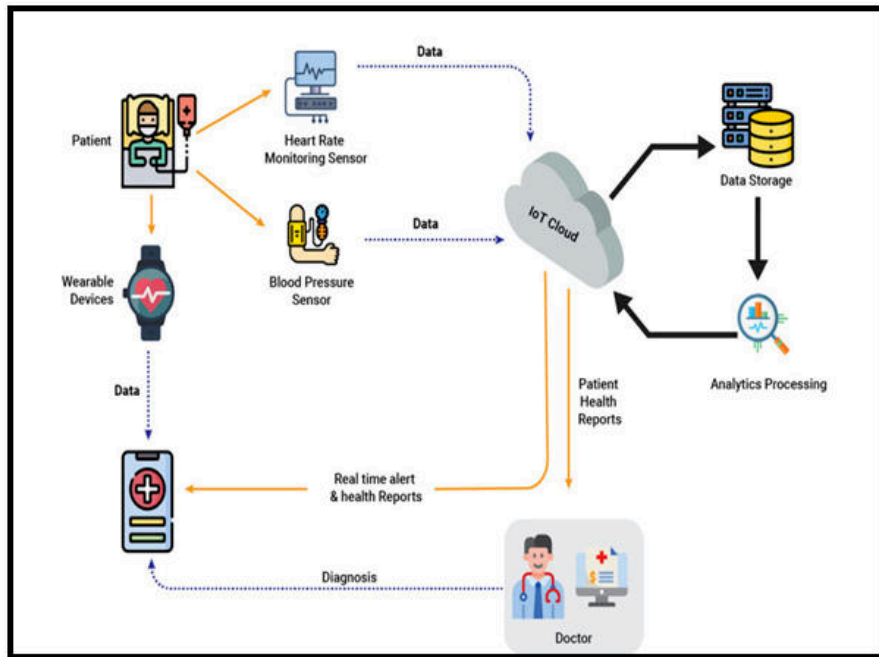 Data
Patient
Heart Rate
Monitoring Sensor
Data Storage
IoT Cloud
Data
Wearable
Devices
Blood Pressure
Sensor
Data
Patient
Health
Reports
Analytics Processing
Real time alert
& health Reports
Diagnosis
Doctor